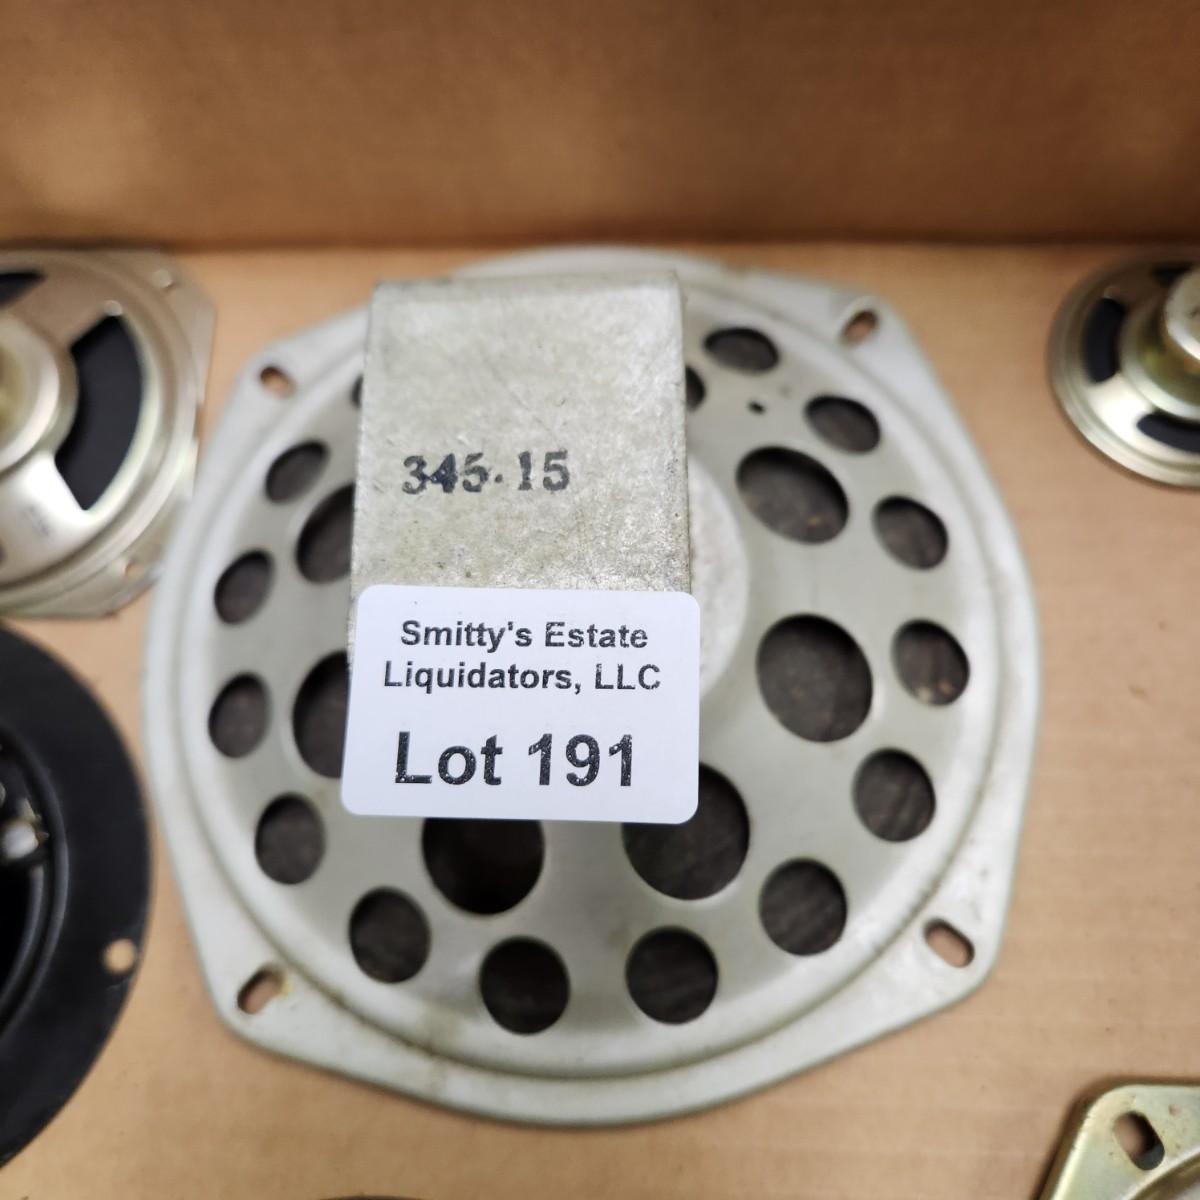 345.15
Smitty's Estate
Liquidators, LLC
Lot 191